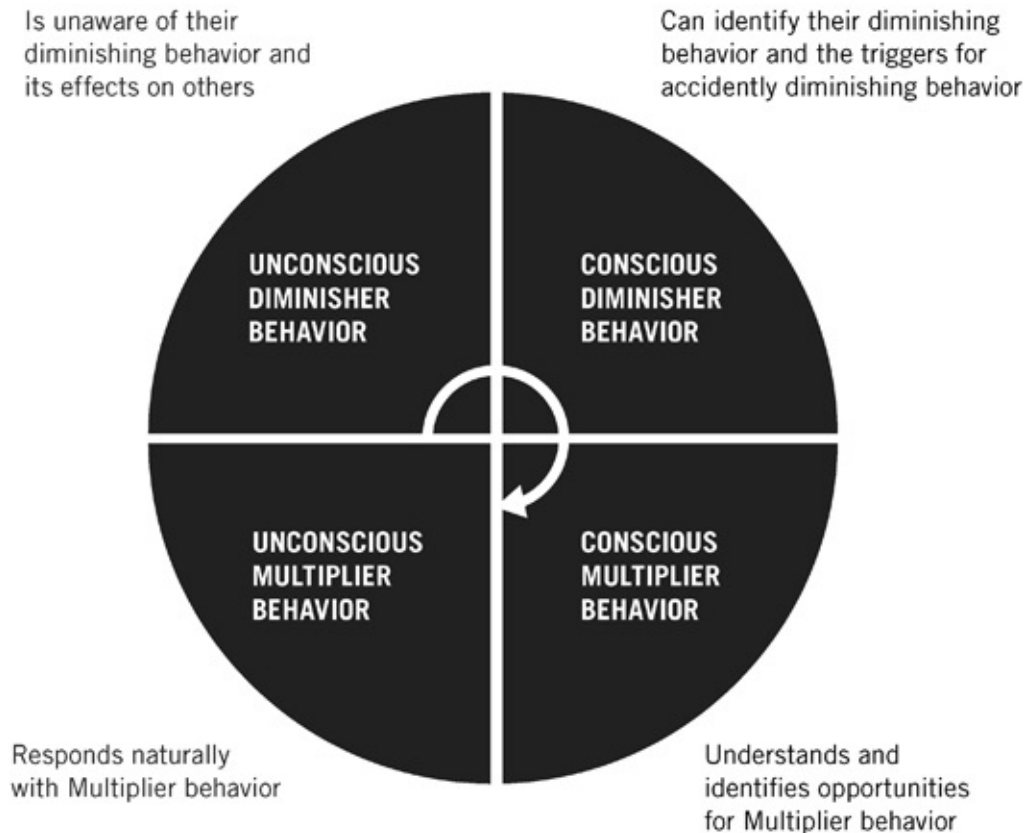 Is unaware of their
diminishing behavior and
its effects on others
Can identify their diminishing
behavior and the triggers for
accidently diminishing behavior
UNCONSCIOUS
DIMINISHER
BEHAVIOR
CONSCIOUS
DIMINISHER
BEHAVIOR
UNCONSCIOUS
MULTIPLIER
BEHAVIOR
CONSCIOUS
MULTIPLIER
BEHAVIOR
Responds naturally
with Multiplier behavior
Understands and
identifies opportunities
for Multiplier behavior